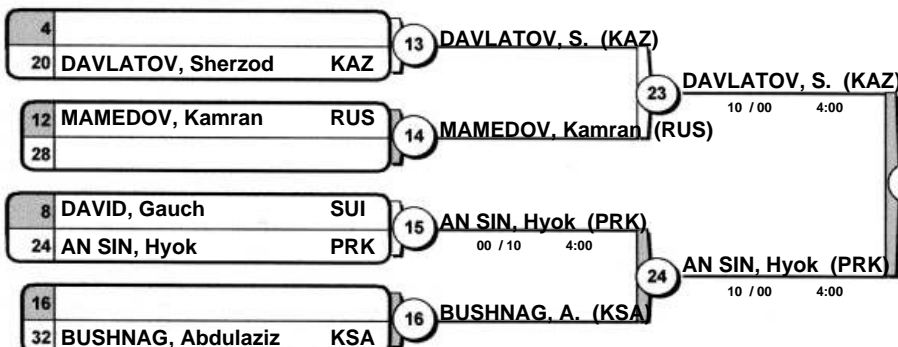 4
20 DAVLATOV, Sherzod KAZ
13 DAVLATOV, S. (KAZ)
12 MAMEDOV, Kamran RUS
28
14 MAMEDOV, Kamran (RUS)
23 DAVLATOV, S. (KAZ)
10 / 00 4:00
8 DAVID, Gauch SUI
24 AN SIN, Hyok PRK
15 AN SIN, Hyok (PRK)
00 / 10 4:00
16
32 BUSHNAG, Abdulaziz KSA
16 BUSHNAG, A. (KSA)
24 AN SIN, Hyok (PRK)
10 / 00 4:00